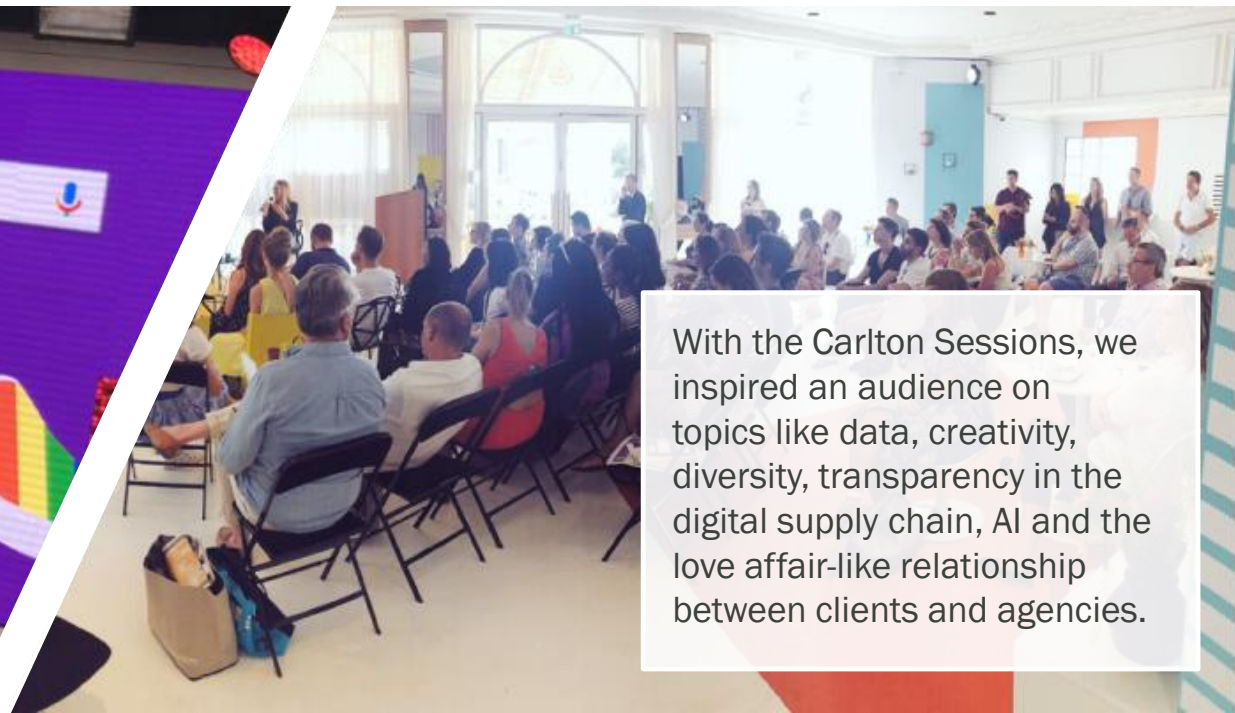 With the Carlton Sessions, we
inspired an audience on
topics like data, creativity,
diversity, transparency in the
digital supply chain, AI and the
love affair-like relationship
between clients and agencies.